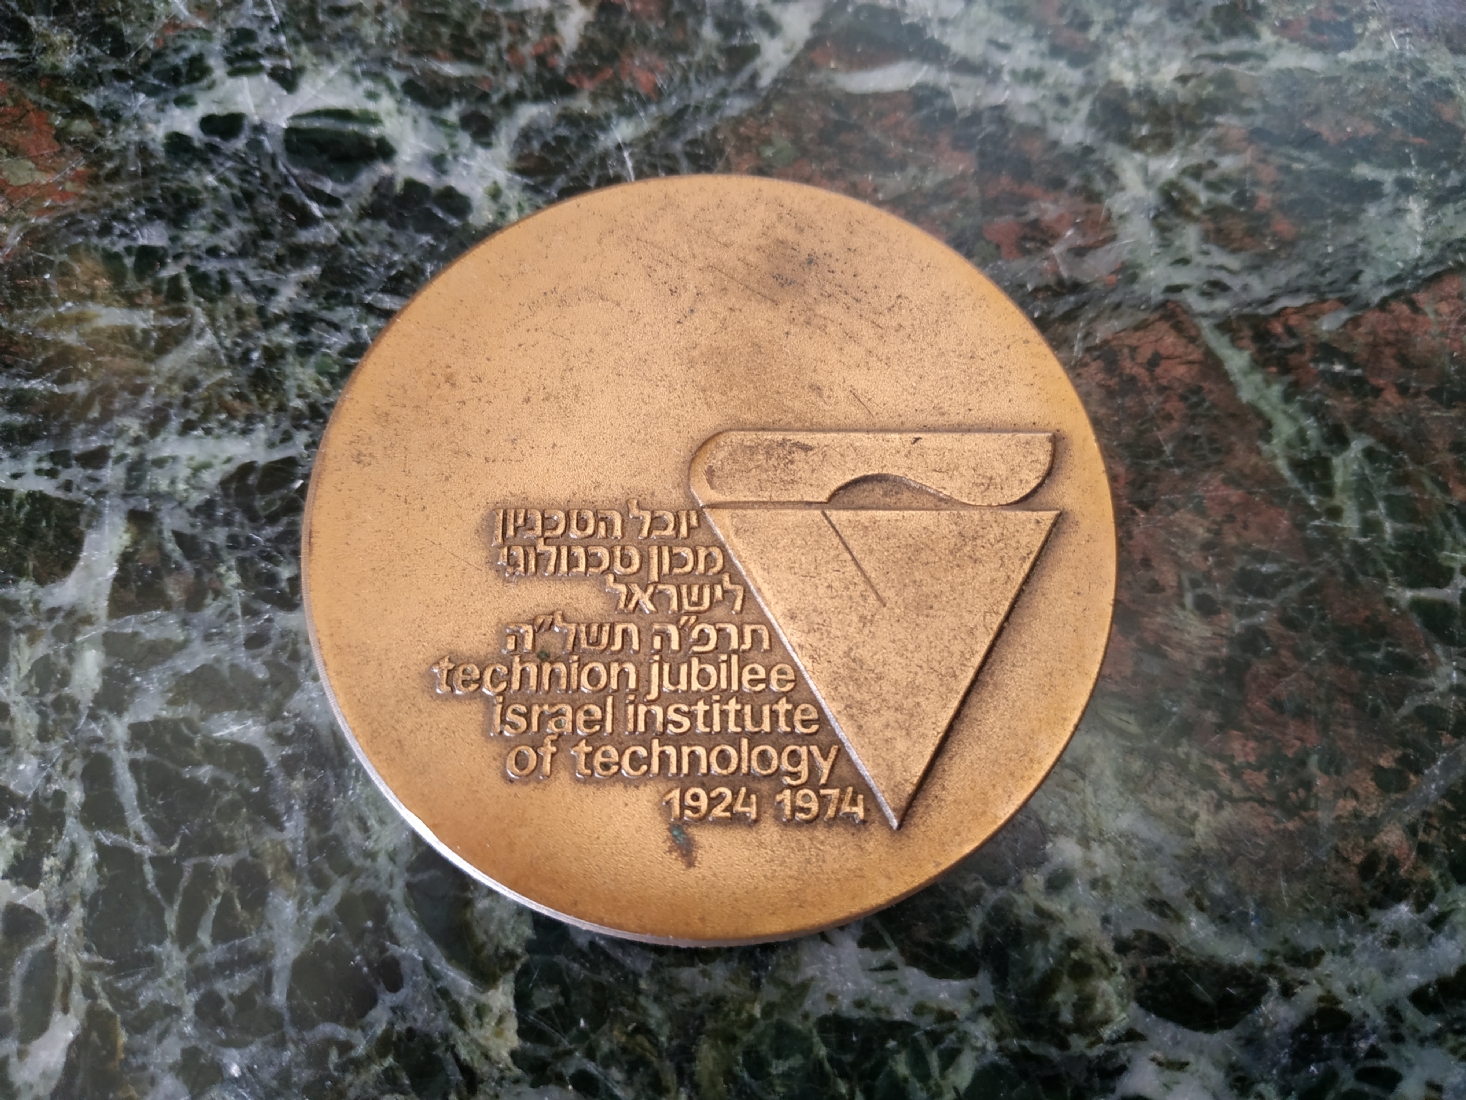 יובל הטכניון
מכון טכנולוגי
לישראל
תרפ"ה תשל"ה
technion jubilee
israel institute
of technology
1924 1974